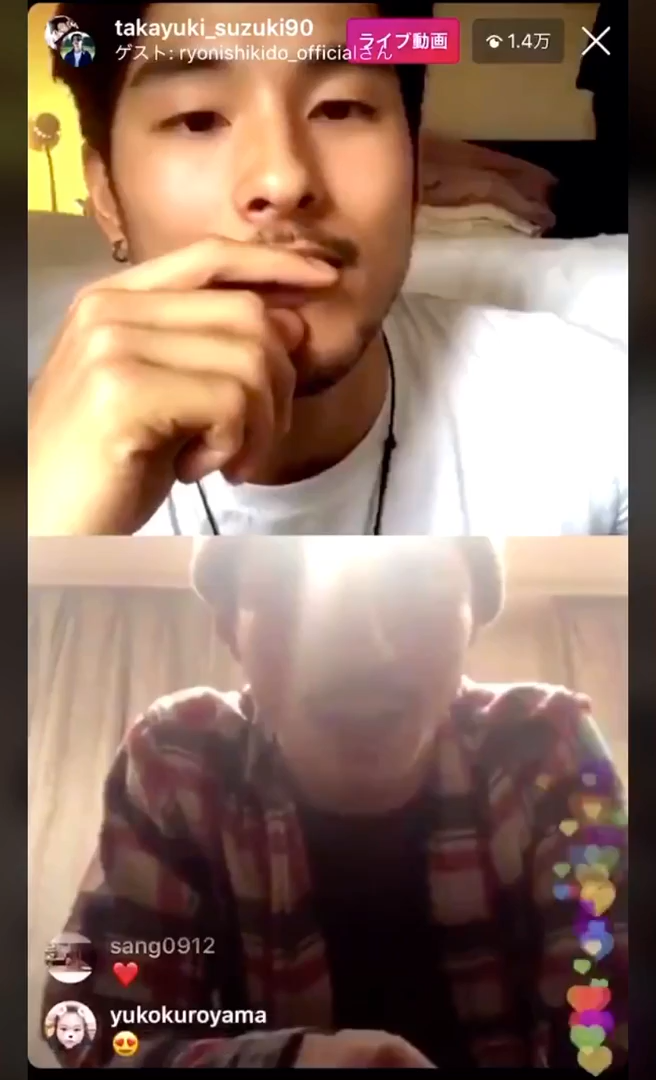 takayuki_suzuki90
ゲスト: ryonishikido_officialさん
ライブ動画
1.4万
sang0912
yukokuroyama